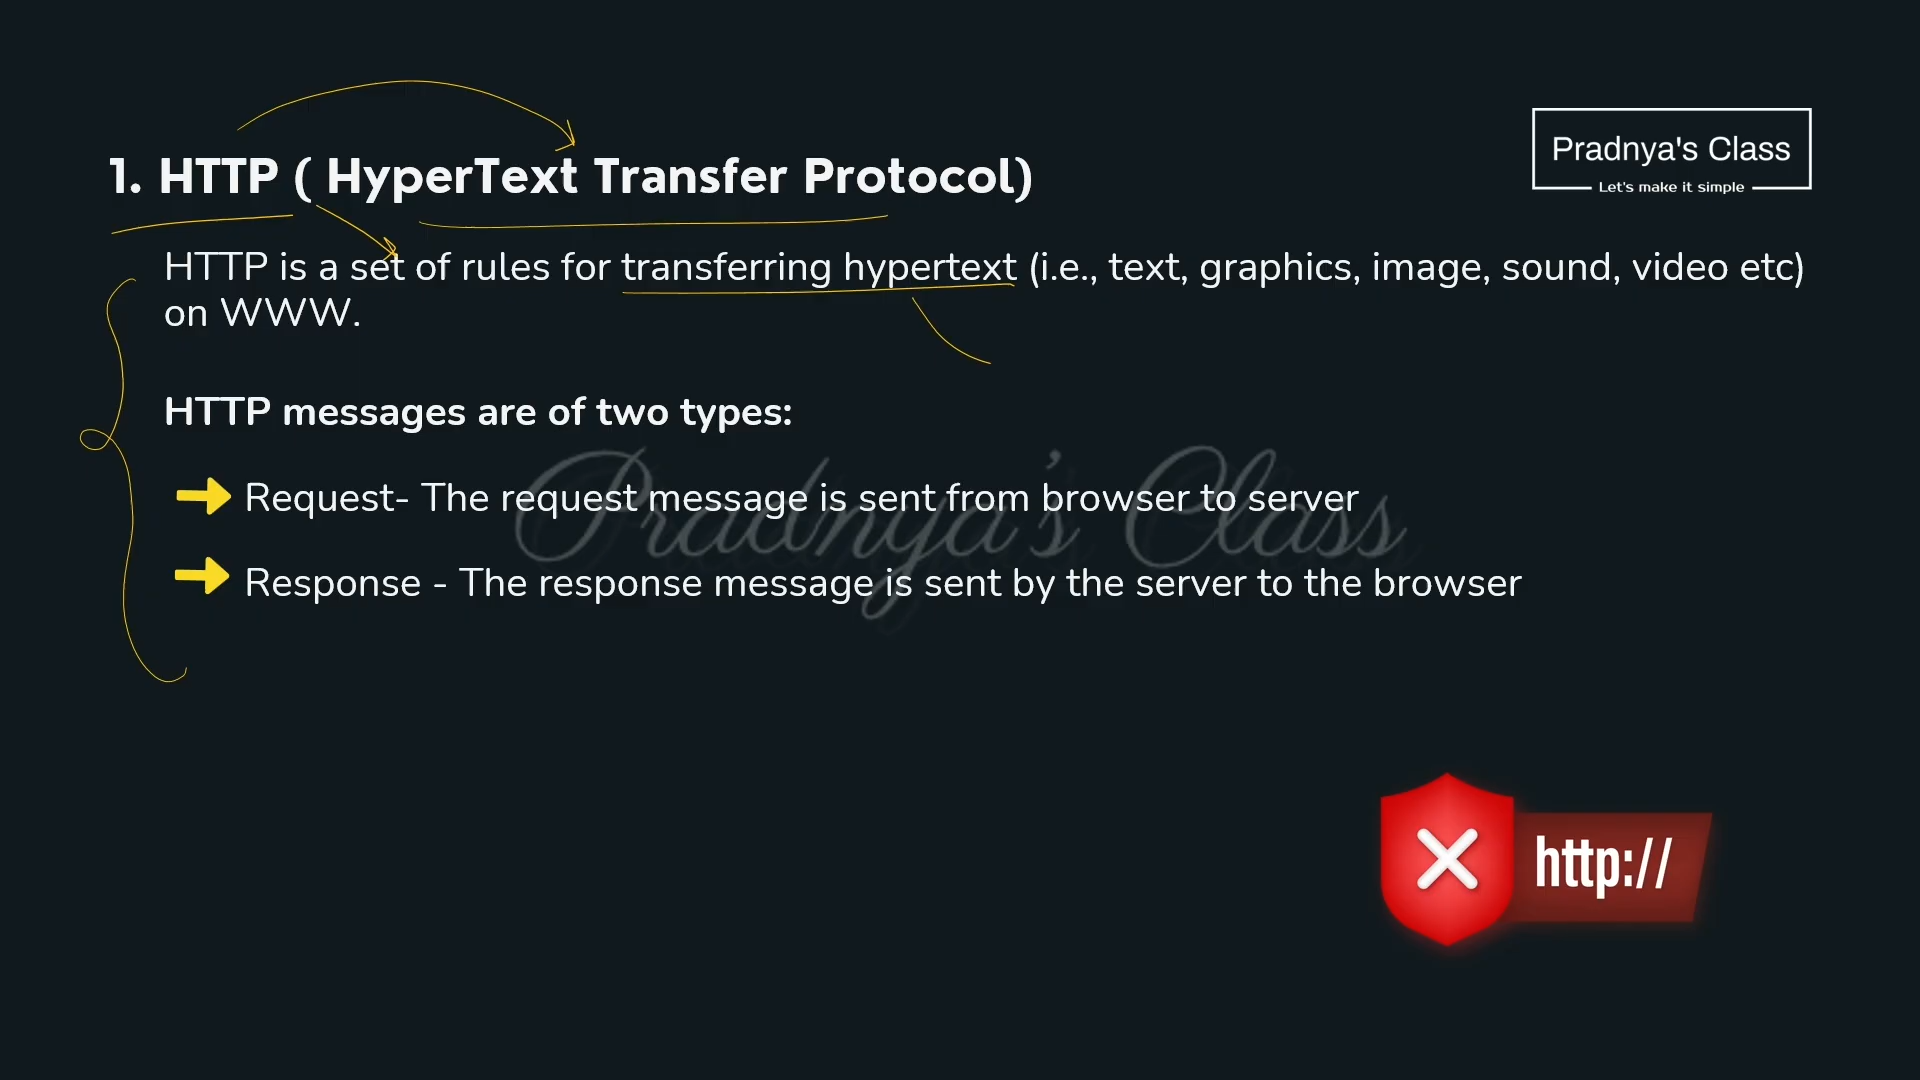 1. HTTP ( HyperText Transfer Protocol)
Pradnya's Class
Let's make it simple
HTTP is a set of rules for transferring hypertext (i.e., text, graphics, image, sound, video etc)
on WWW.
HTTP messages are of two types:
Request- The request message is sent from browser to server
Pradnya's Class
Response - The response message is sent by the server to the browser
http://